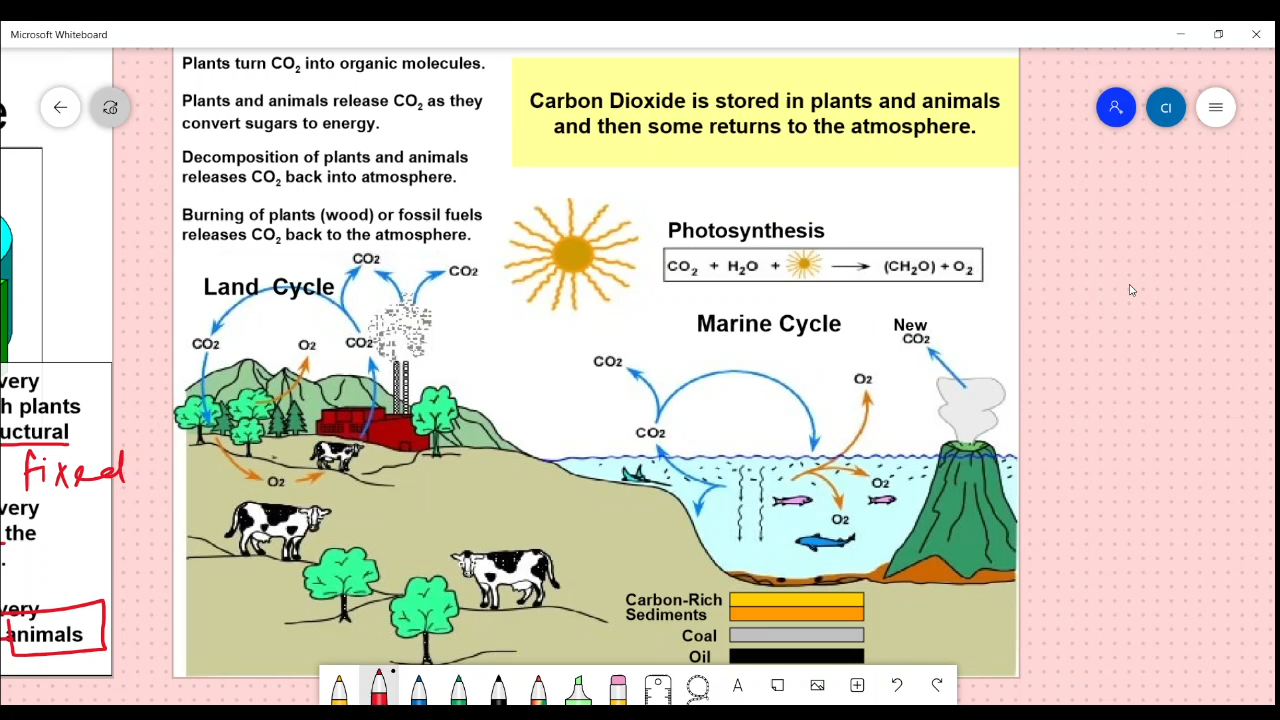 Microsoft Whiteboard
e
very
h plants
uctural
fixed
very
the
.
very
animals
Plants turn CO₂ into organic molecules.
Plants and animals release CO₂ as they
convert sugars to energy.
Decomposition of plants and animals
releases CO₂ back into atmosphere.
Burning of plants (wood) or fossil fuels
releases CO₂ back to the atmosphere.
Carbon Dioxide is stored in plants and animals
and then some returns to the atmosphere.
CI
Photosynthesis
CO₂ + H₂O + → (CH₂O) + O₂
Land Cycle
CO2
CO2
CO2
O2
CO2
O2
Marine Cycle
New
CO2
CO2
O2
CO2
O2
O2
Carbon-Rich
Sediments
Coal
Oil
A